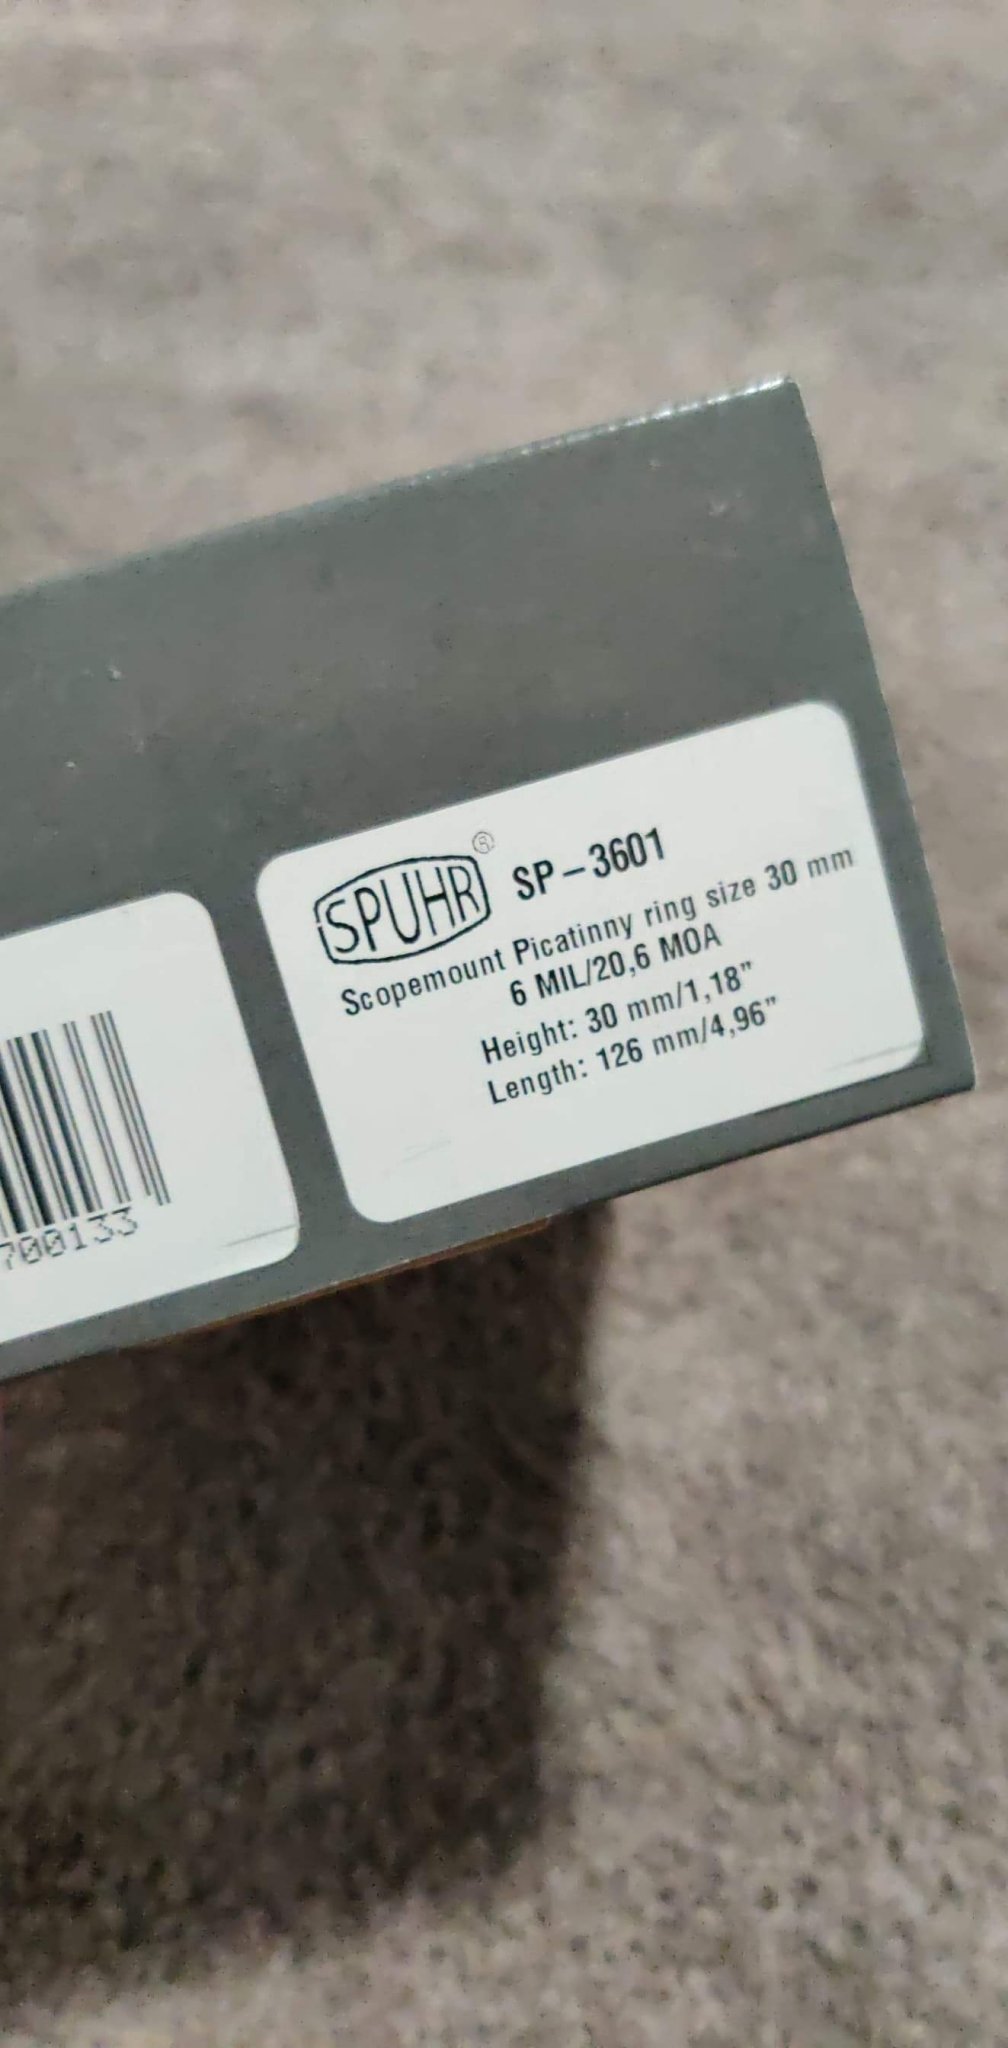 SPUHR® SP-3601
Scopemount Picatinny ring size 30 mm
6 MIL/20,6 MOA
Height: 30 mm/1,18"
Length: 126 mm/4,96"
700133